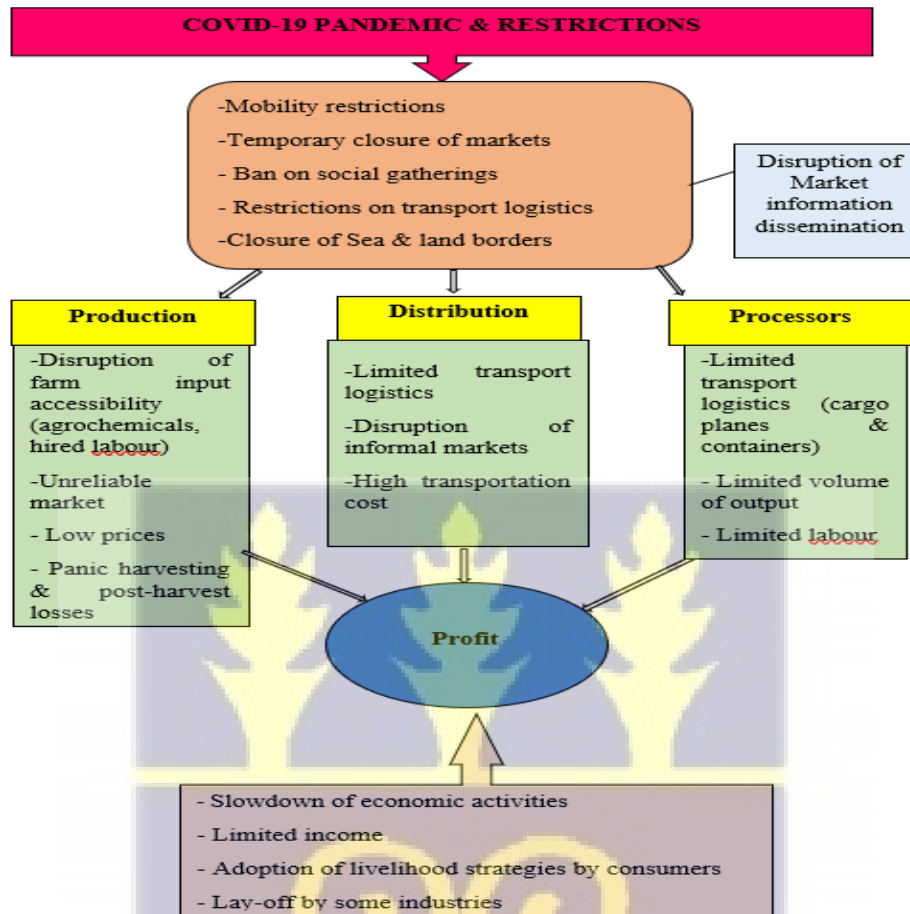 COVID-19 PANDEMIC & RESTRICTIONS
-Mobility restrictions
-Temporary closure of markets
- Ban on social gatherings
- Restrictions on transport logistics
-Closure of Sea & land borders
Disruption of
Market
information
dissemination
Production
-Disruption of
farm input
accessibility
(agrochemicals,
hired labour)
-Unreliable
market
- Low prices
- Panic harvesting
& post-harvest
losses
Distribution
-Limited transport
logistics
-Disruption of
informal markets
-High transportation
cost
Processors
-Limited
transport
logistics (cargo
planes &
containers)
- Limited volume
of output
- Limited labour
Profit
- Slowdown of economic activities
- Limited income
- Adoption of livelihood strategies by consumers
- Lay-off by some industries